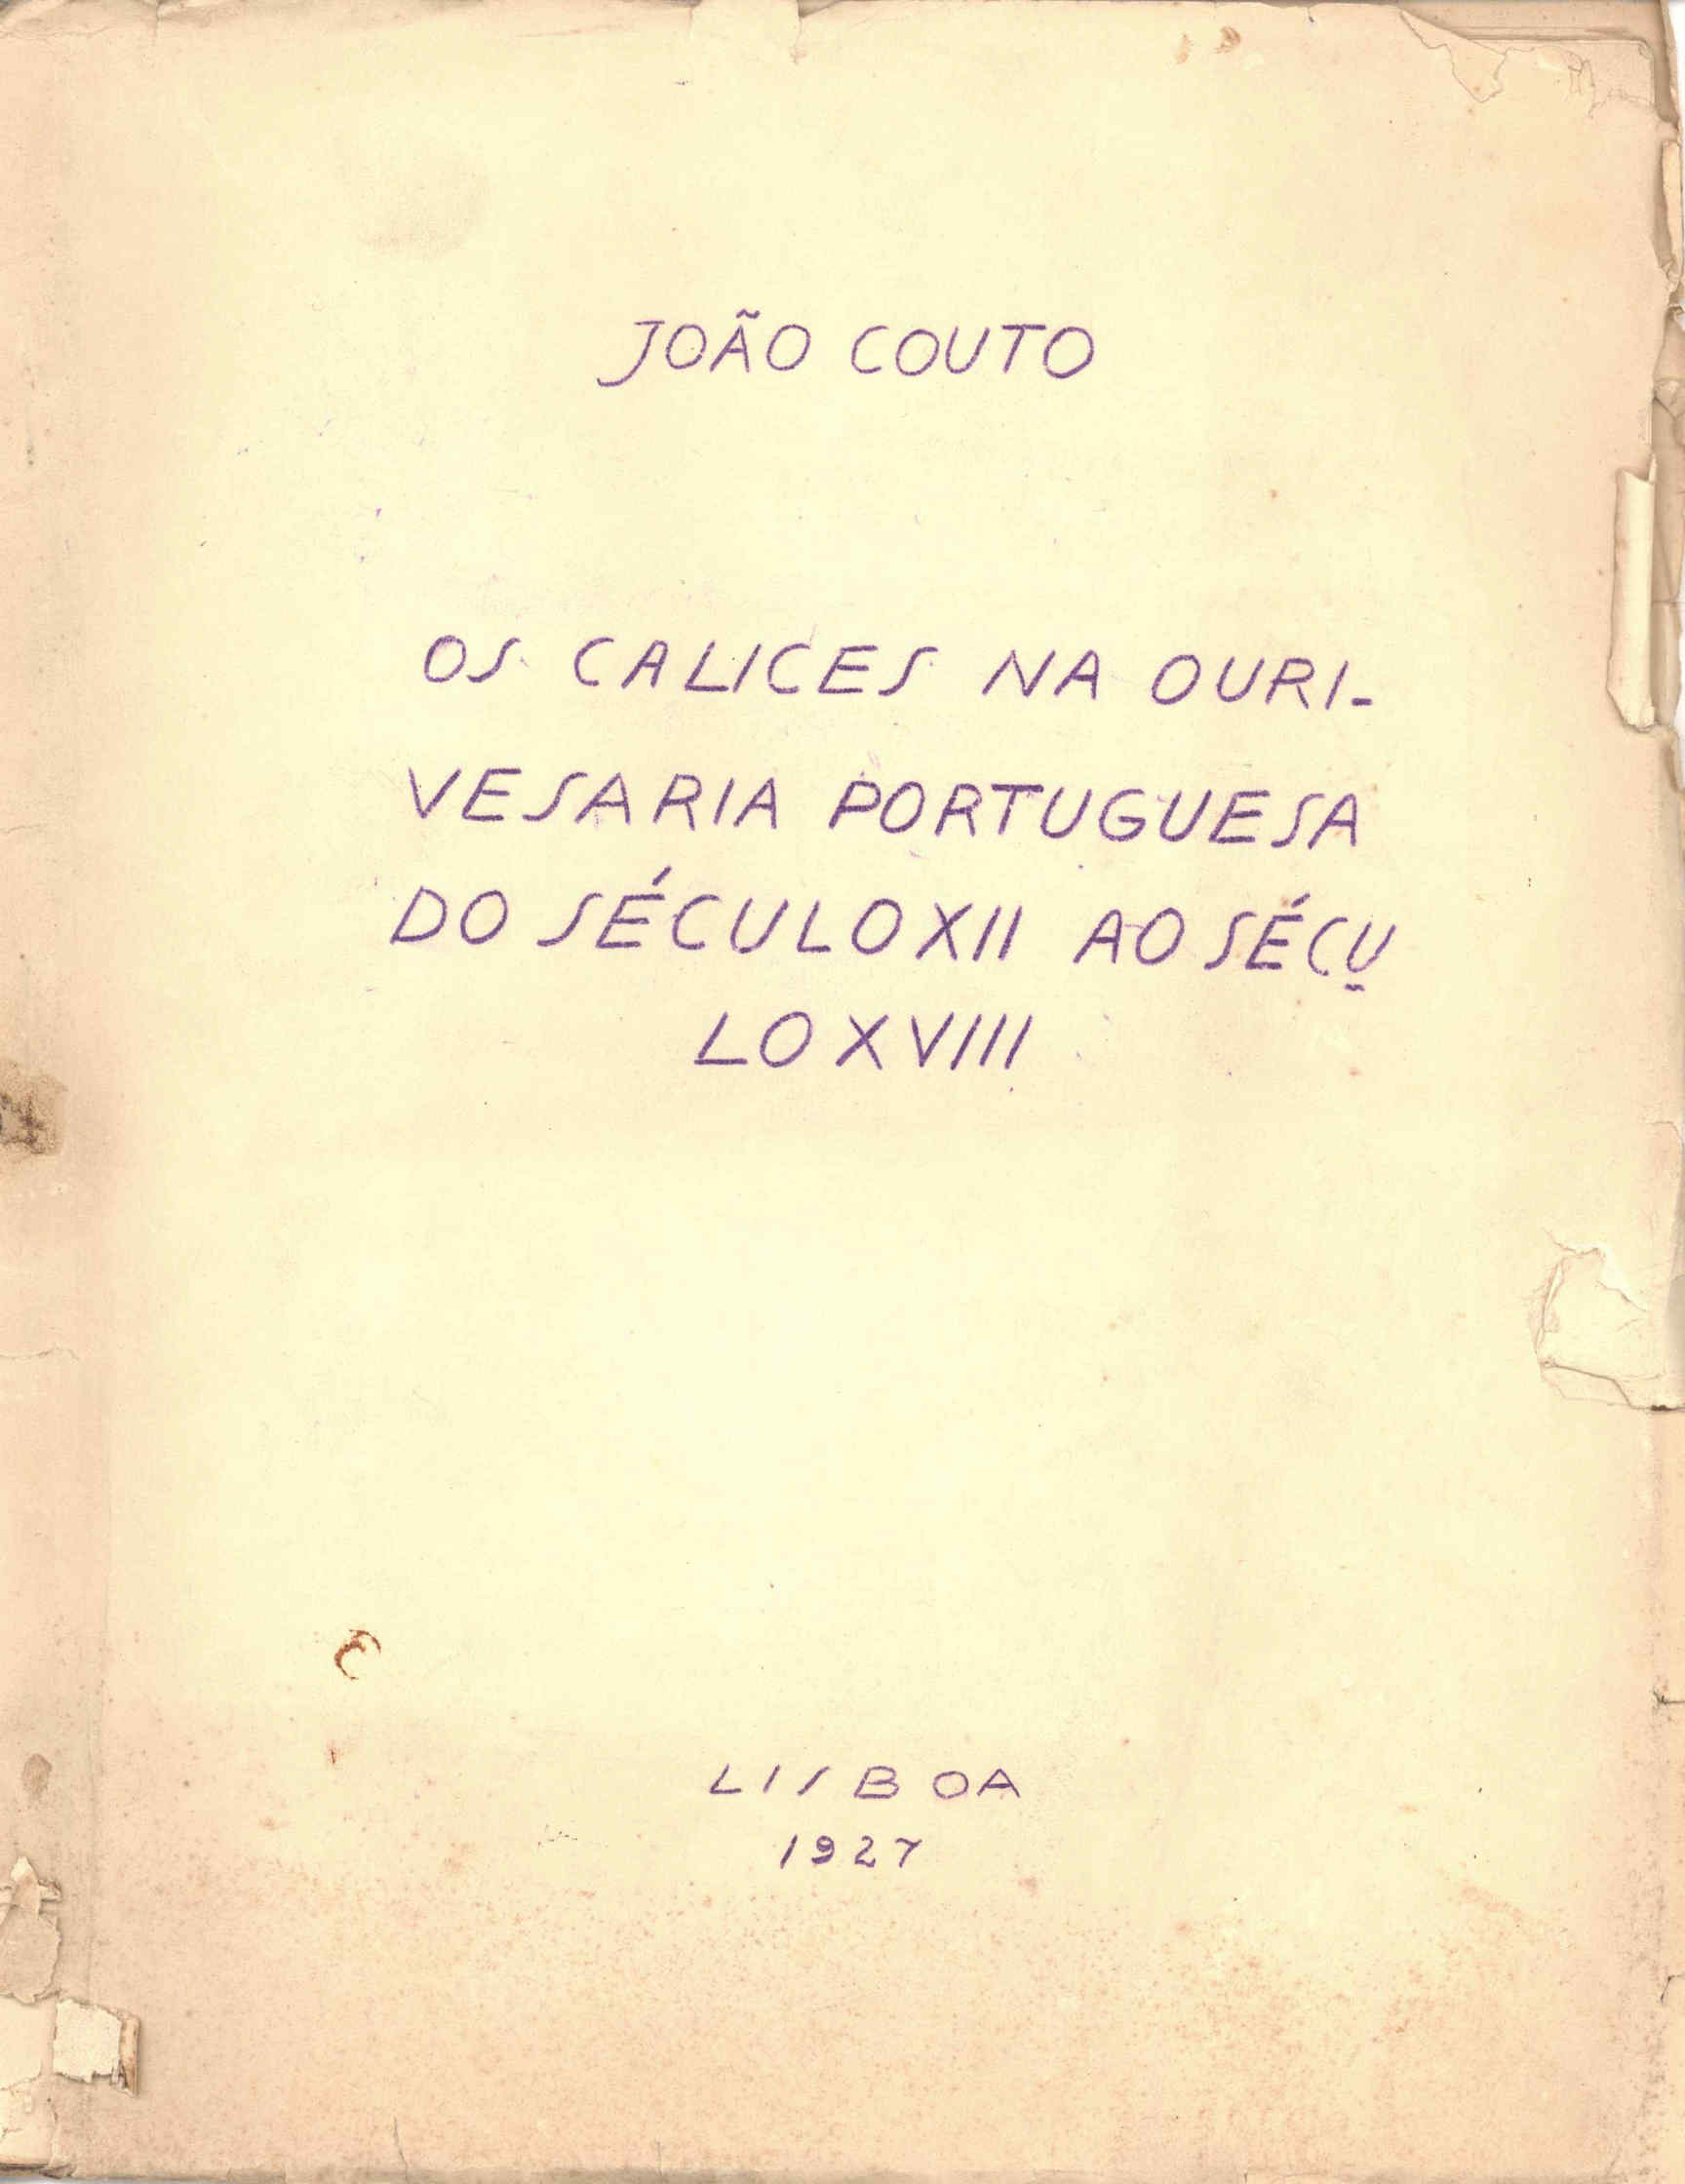 JOÃO COUTO
OS CALICES NA OURI-
VESARIA PORTUGUESA
DO SÉCULO XII AO SÉCU
LO XVIII
LISBOA
1927